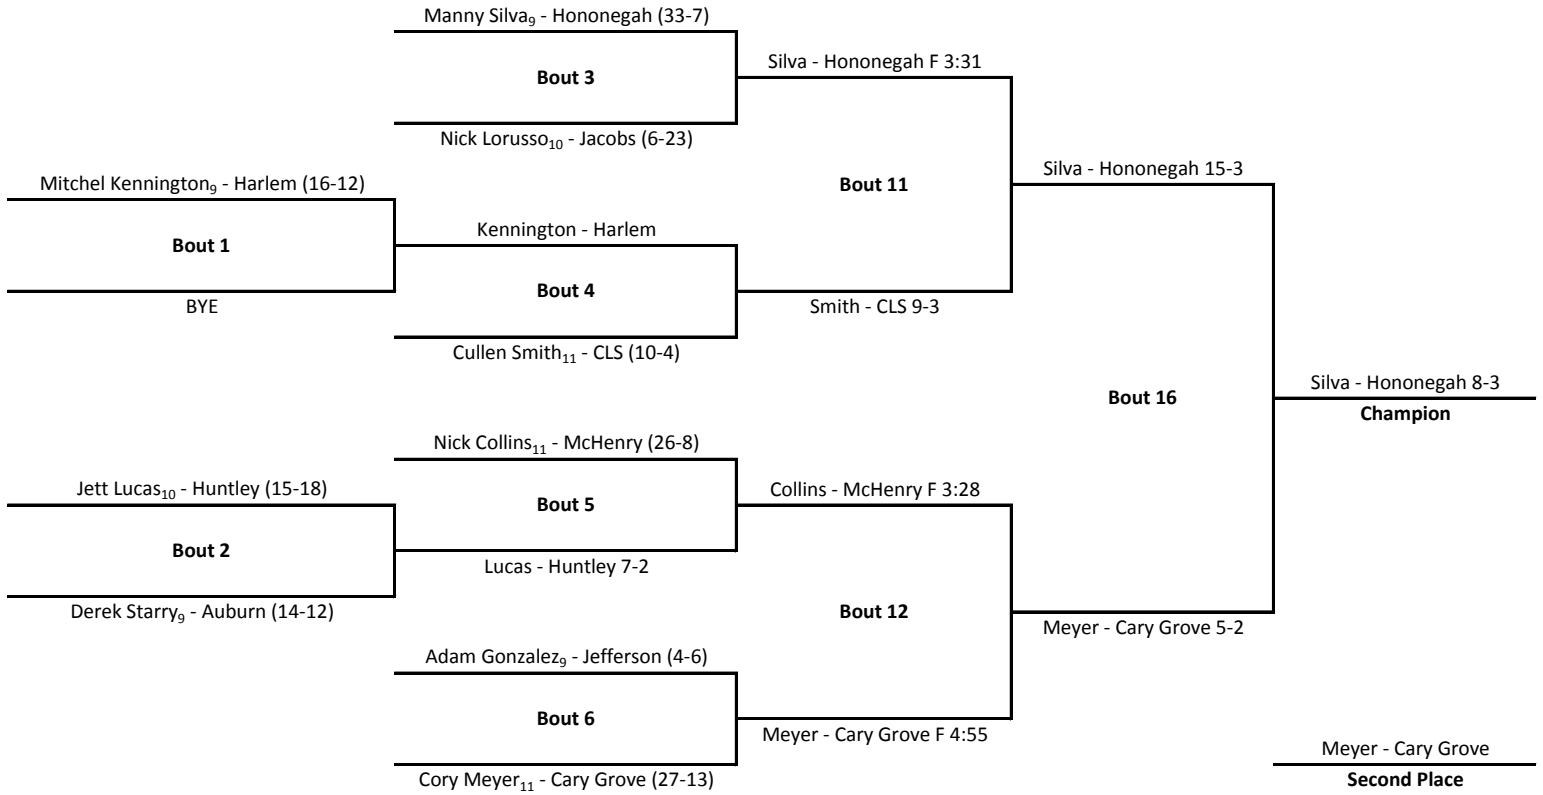 Manny Silva₉ - Hononegah (33-7)
Silva - Hononegah F 3:31
Bout 3
Nick Lorusso₁₀ - Jacobs (6-23)
Silva - Hononegah 15-3
Mitchel Kennington₉ - Harlem (16-12)
Bout 11
Kennington - Harlem
Bout 1
Bout 4
BYE
Smith - CLS 9-3
Cullen Smith₁₁ - CLS (10-4)
Silva - Hononegah 8-3
Bout 16
Champion
Nick Collins₁₁ - McHenry (26-8)
Jett Lucas₁₀ - Huntley (15-18)
Collins - McHenry F 3:28
Bout 5
Bout 2
Lucas - Huntley 7-2
Derek Starry₉ - Auburn (14-12)
Bout 12
Meyer - Cary Grove 5-2
Adam Gonzalez₉ - Jefferson (4-6)
Bout 6
Meyer - Cary Grove F 4:55
Meyer - Cary Grove
Cory Meyer₁₁ - Cary Grove (27-13)
Second Place